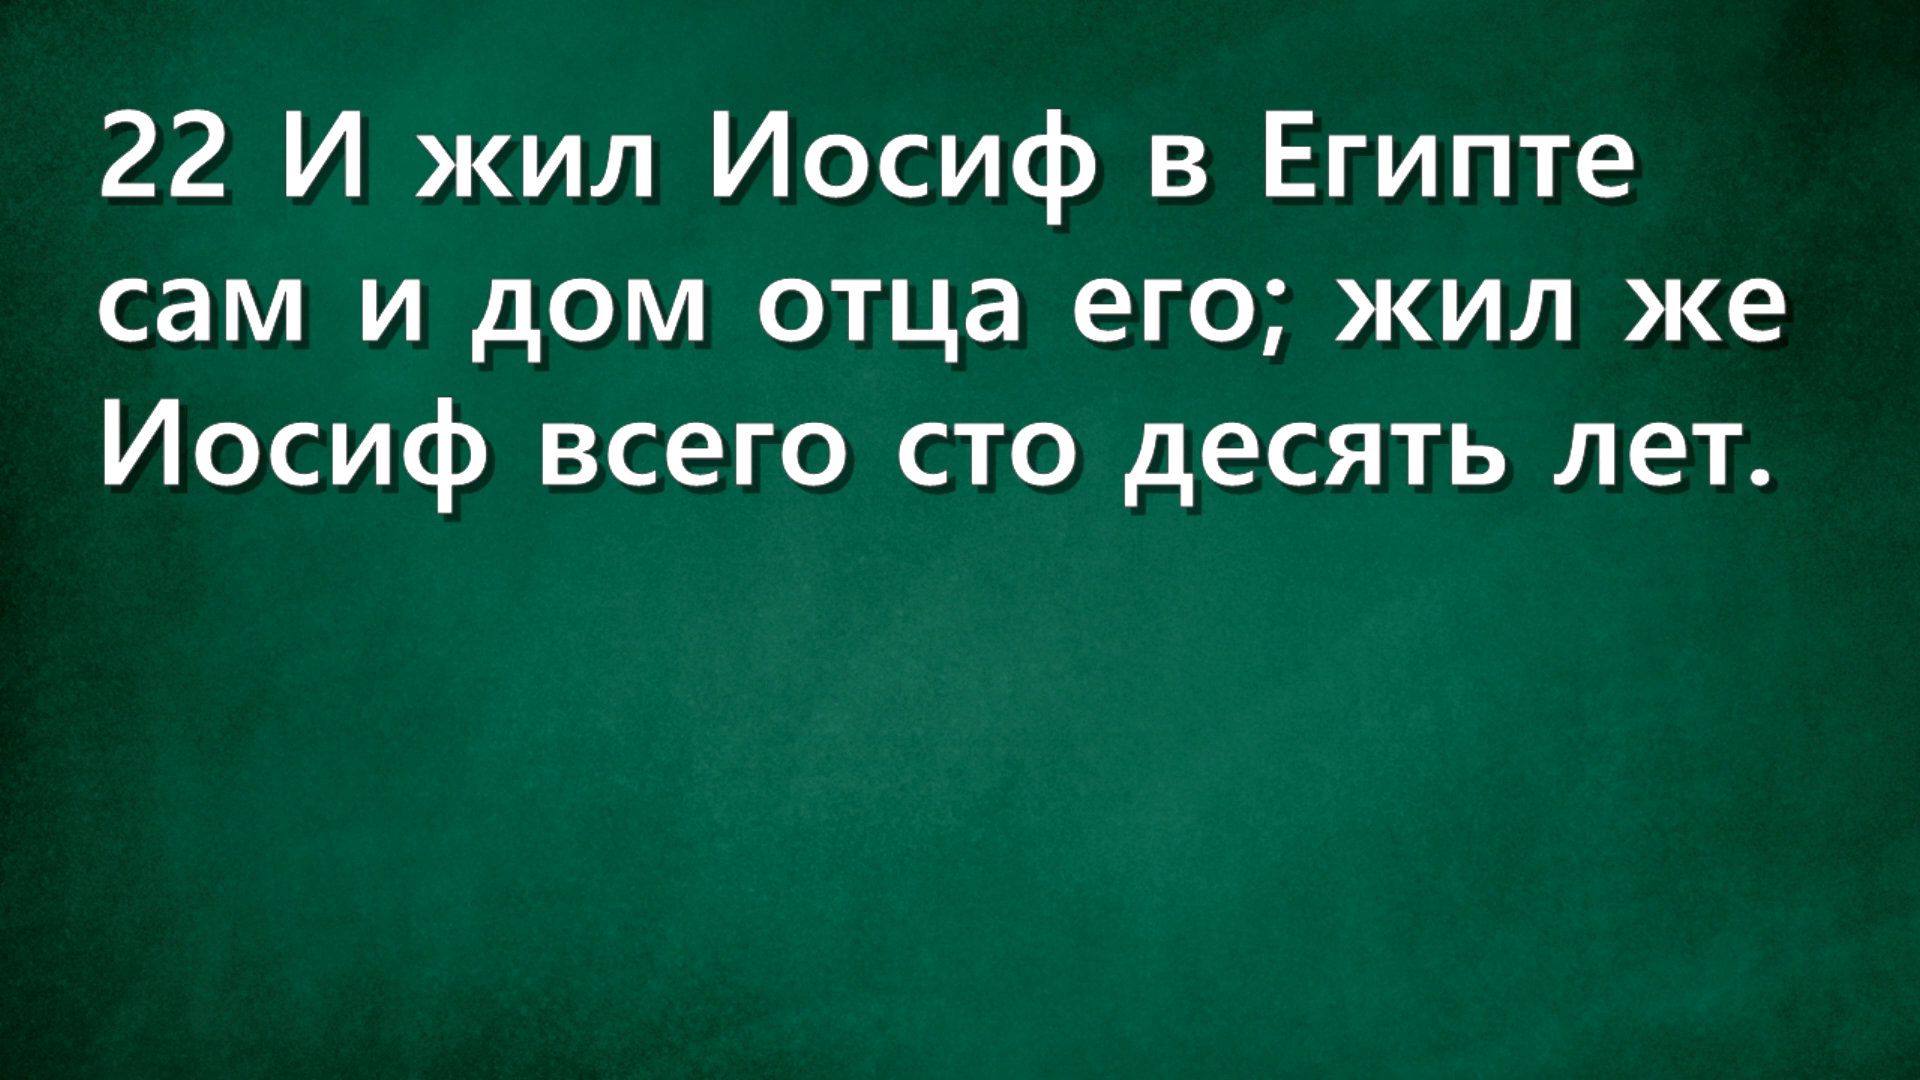 22 И жил Иосиф в Египте
сам и дом отца его; жил же
Иосиф всего сто десять лет.